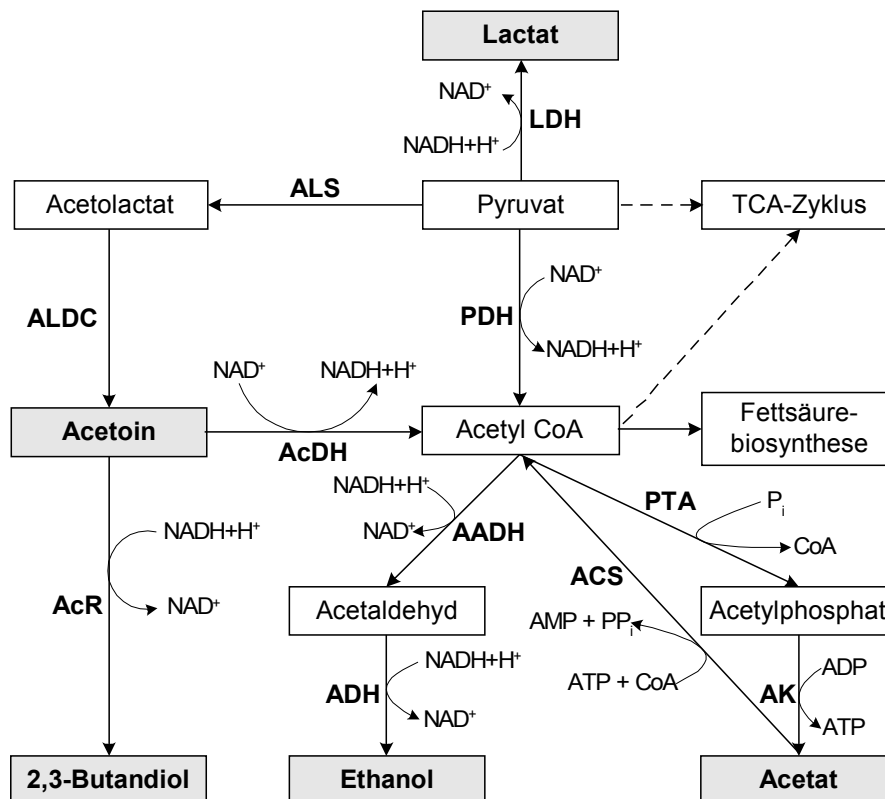 Lactat
NAD⁺
LDH
NADH+H⁺
ALS
Acetolactat
Pyruvat
TCA-Zyklus
NAD⁺
ALDC
PDH
NADH+H⁺
NAD⁺
NADH+H⁺
Fettsäure-
biosynthese
Acetoin
Acetyl CoA
AcDH
NADH+H⁺
PTA
Pᵢ
NAD⁺
AADH
CoA
NADH+H⁺
ACS
AcR
NAD⁺
Acetaldehyd
AMP + PPᵢ
Acetylphosphat
NADH+H⁺
ADP
ADH
ATP + CoA
AK
NAD⁺
ATP
2,3-Butandiol
Ethanol
Acetat